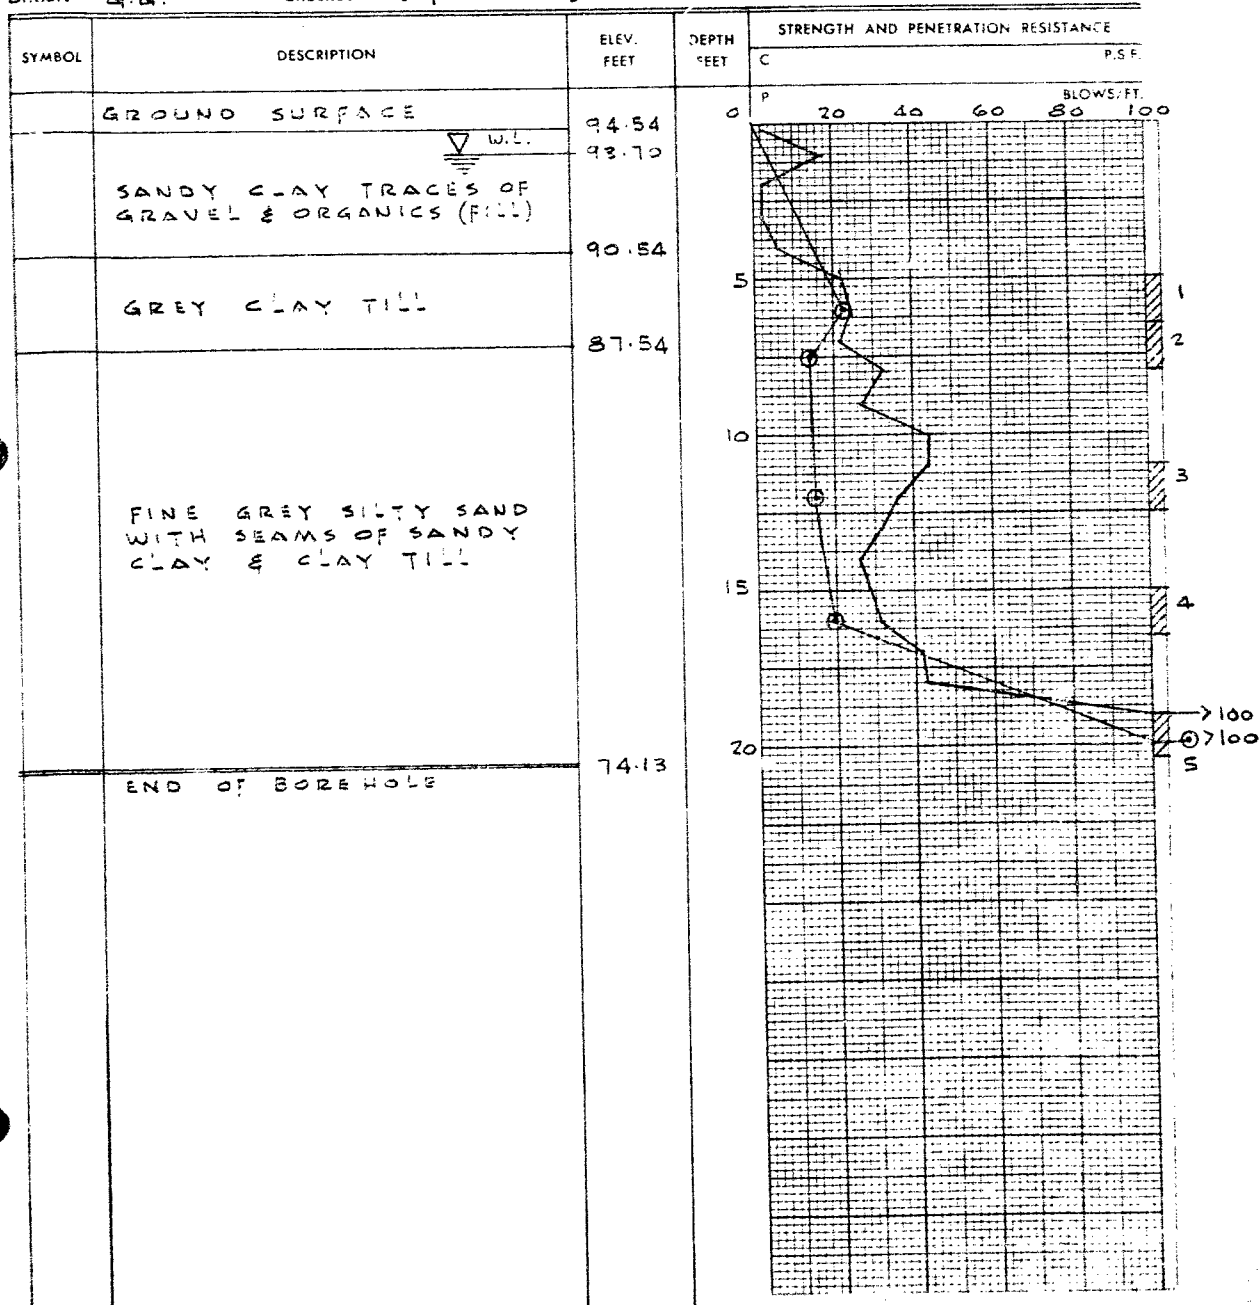 SYMBOL
DESCRIPTION
ELEV. FEET
DEPTH FEET
STRENGTH AND PENETRATION RESISTANCE
C P.S.F.
P BLOWS/FT.
0 20 40 60 80 100
GROUND SURFACE
94.54
W.L.
93.70
SANDY CLAY TRACES OF
GRAVEL & ORGANICS (FILL)
90.54
5
1
GREY CLAY TILL
2
87.54
10
3
FINE GREY SILTY SAND
WITH SEAMS OF SANDY
CLAY & CLAY TILL
15
4
>100
>100
20
5
74.13
END OF BOREHOLE